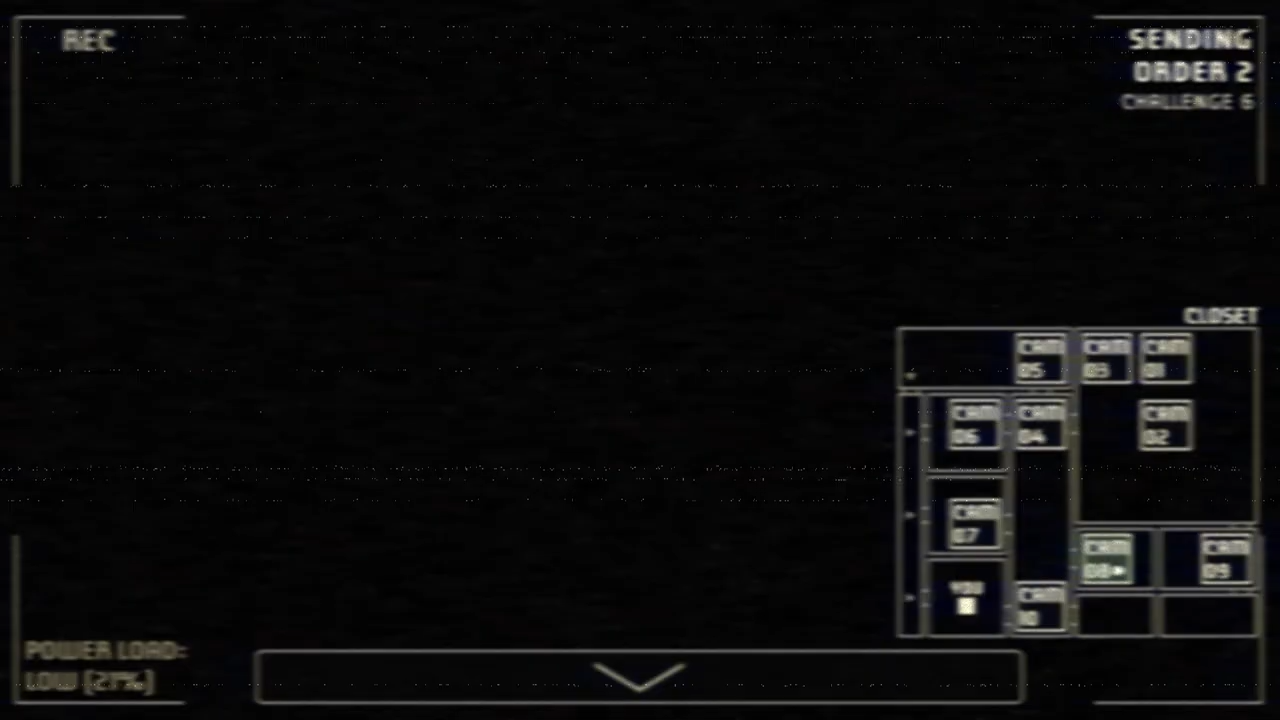 REC
SENDING
ORDER 2
CHALLENGE 6
CLOSET
CAM
05
CAM
03
CAM
01
CAM
06
CAM
04
CAM
02
CAM
07
CAM
08
CAM
09
YOU
CAM
10
POWER LOAD:
LOW (27%)